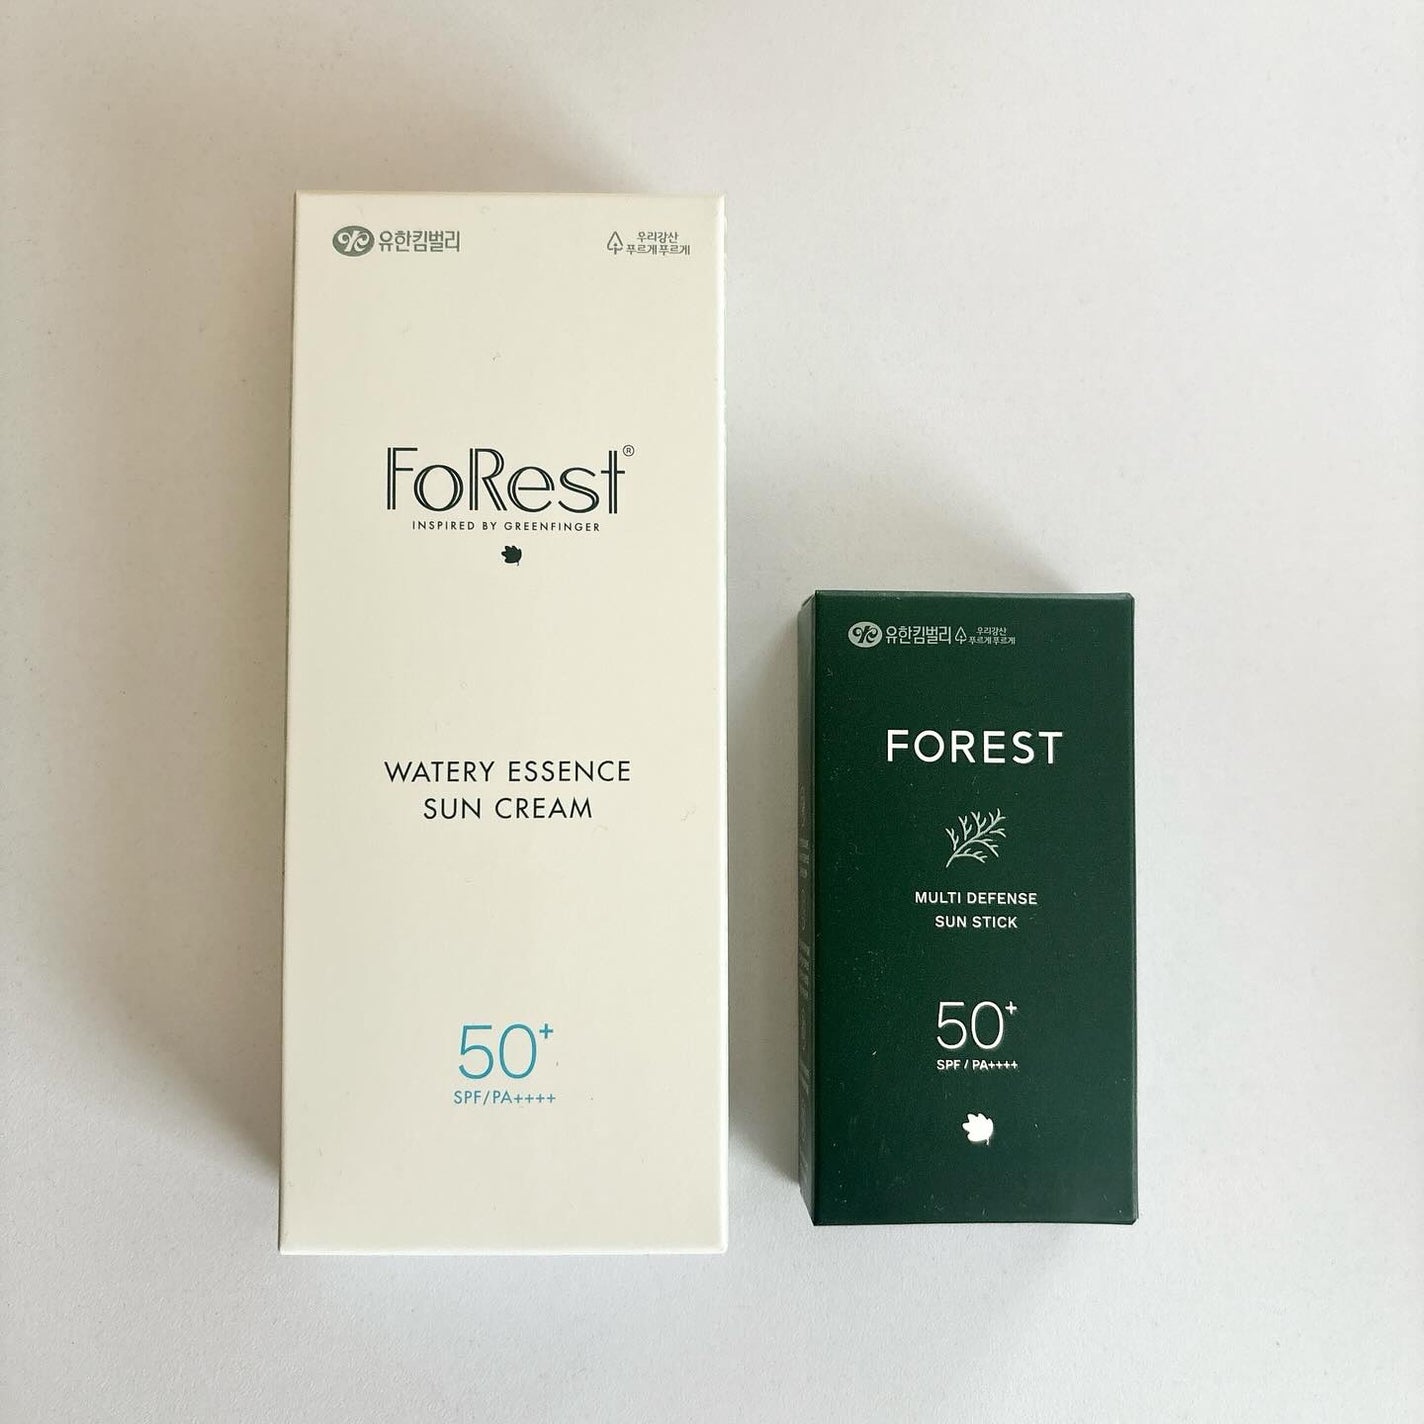 유한킴벌리
우리강산
푸르게 푸르게
FoRest®
INSPIRED BY GREENFINGER
WATERY ESSENCE
SUN CREAM
50+
SPF/PA++++
유한킴벌리
우리강산
푸르게 푸르게
FOREST
MULTI DEFENSE
SUN STICK
50+
SPF / PA++++